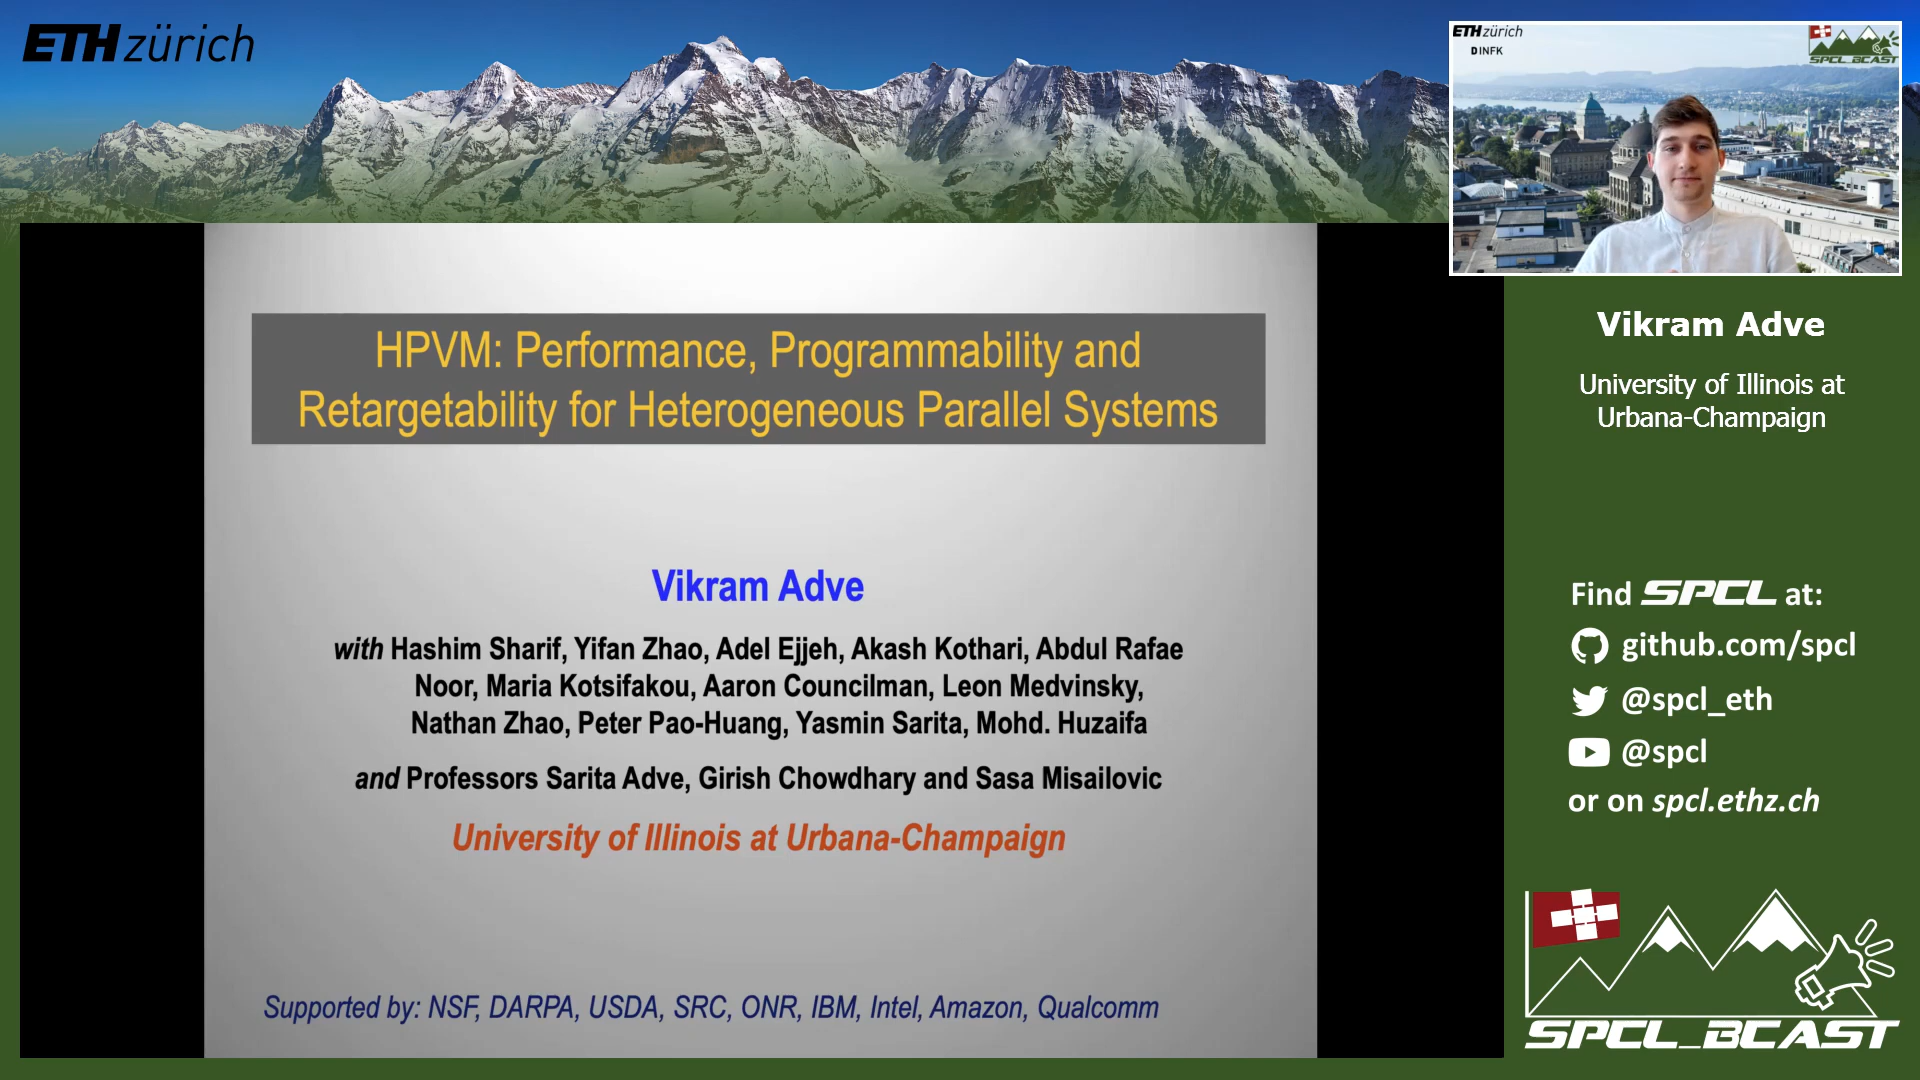 ETH zürich
ETH zürich
D INFK
SPCL_BCAST
HPVM: Performance, Programmability and
Retargetability for Heterogeneous Parallel Systems
Vikram Adve
with Hashim Sharif, Yifan Zhao, Adel Ejjeh, Akash Kothari, Abdul Rafae
Noor, Maria Kotsifakou, Aaron Councilman, Leon Medvinsky,
Nathan Zhao, Peter Pao-Huang, Yasmin Sarita, Mohd. Huzaifa
and Professors Sarita Adve, Girish Chowdhary and Sasa Misailovic
University of Illinois at Urbana-Champaign
Supported by: NSF, DARPA, USDA, SRC, ONR, IBM, Intel, Amazon, Qualcomm
Vikram Adve
University of Illinois at
Urbana-Champaign
Find SPCL at:
github.com/spcl
@spcl_eth
@spcl
or on spcl.ethz.ch
SPCL_BCAST